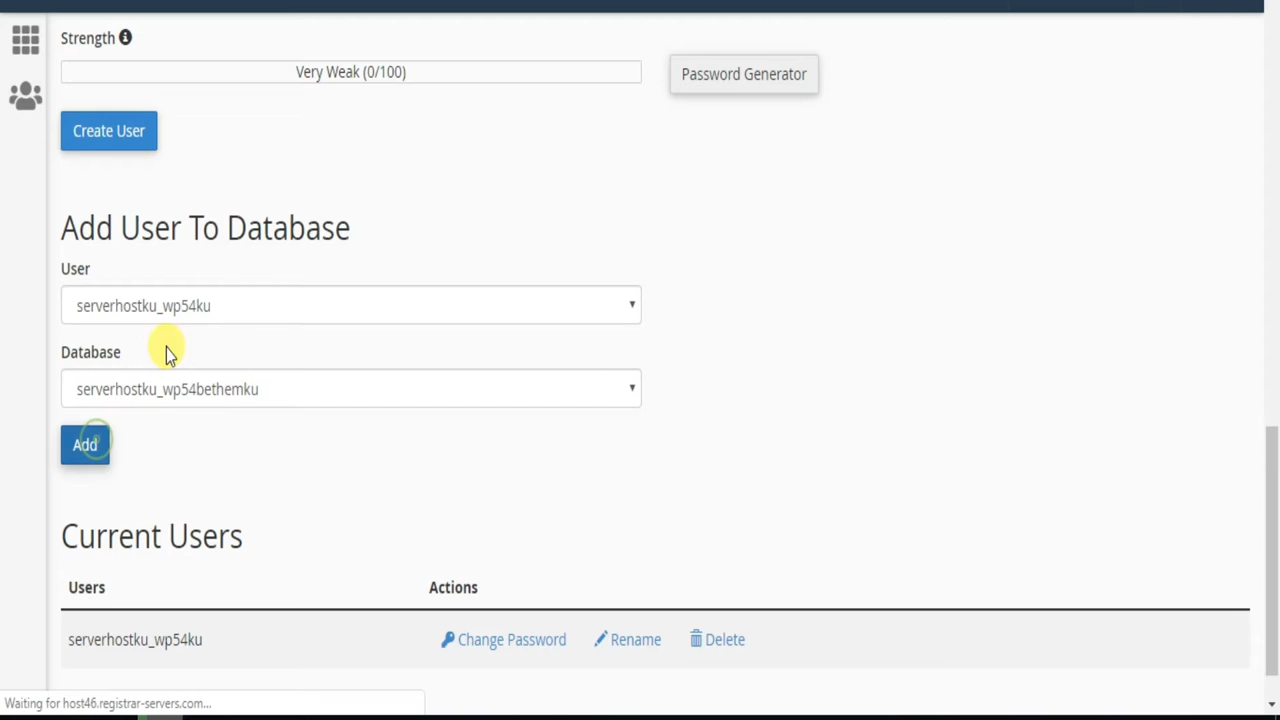 Strength
Very Weak (0/100)
Password Generator
Create User
Add User To Database
User
serverhostku_wp54ku
Database
serverhostku_wp54bethemku
Add
Current Users
Users Actions
serverhostku_wp54ku Change Password Rename Delete
Waiting for host46.registrar-servers.com...